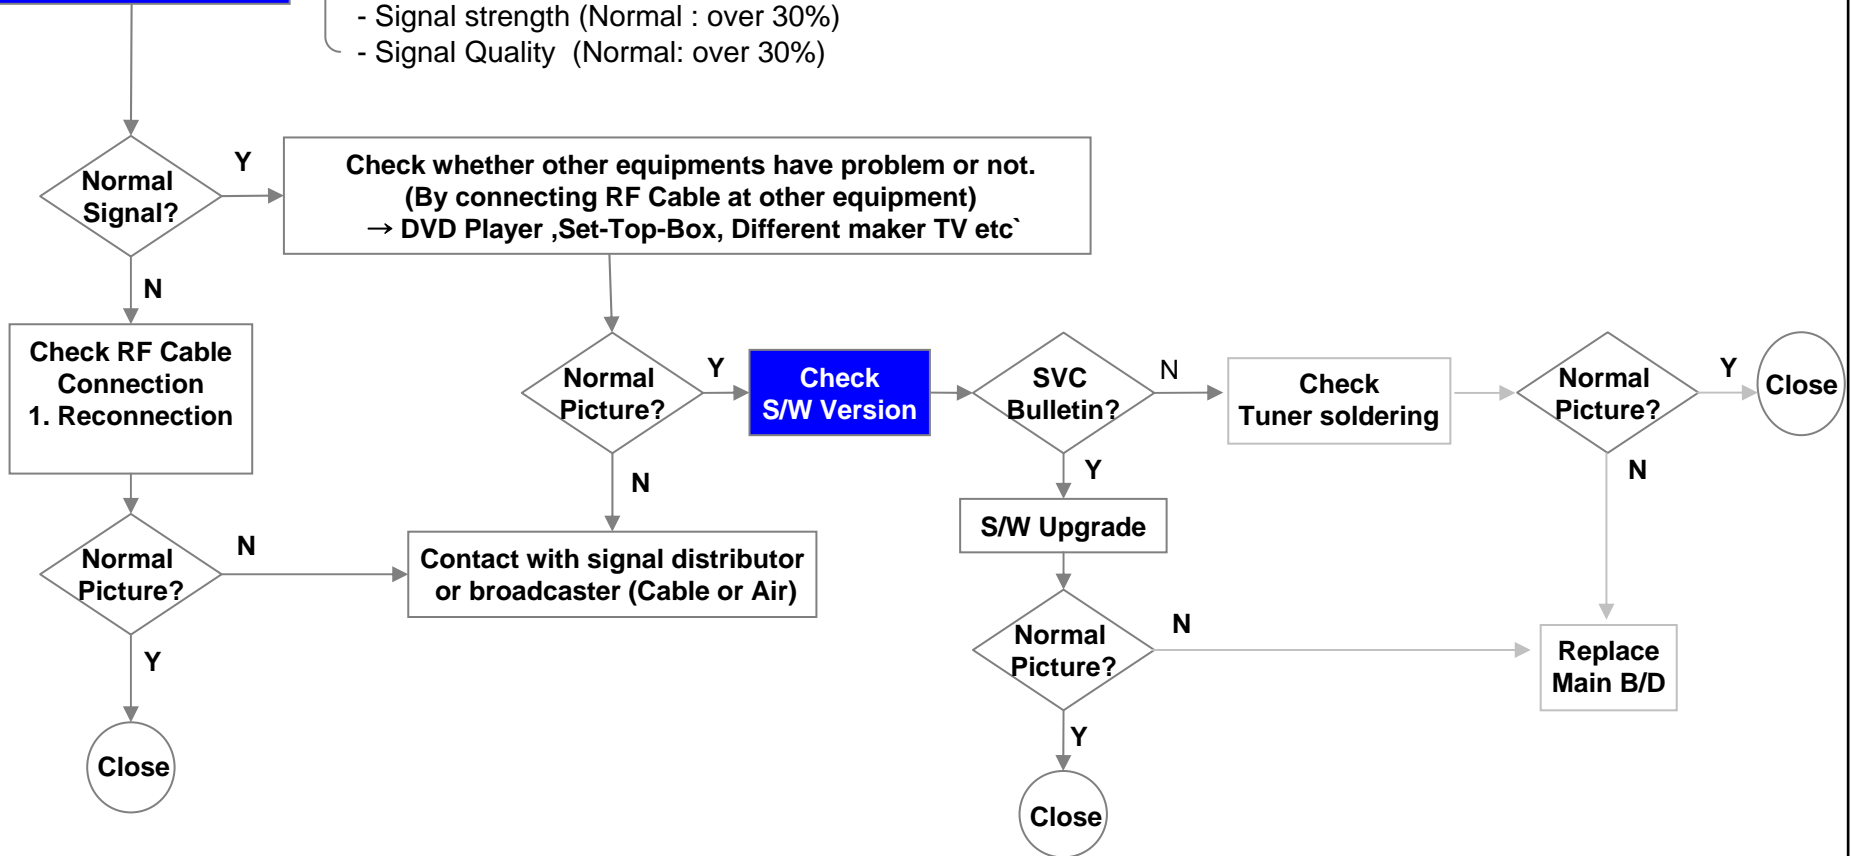 - Signal strength (Normal : over 30%)
- Signal Quality (Normal: over 30%)
Normal
Signal?
Y
Check whether other equipments have problem or not.
(By connecting RF Cable at other equipment)
→ DVD Player ,Set-Top-Box, Different maker TV etc`
N
Check RF Cable
Connection
1. Reconnection
Normal
Picture?
Y
Check
S/W Version
SVC
Bulletin?
N
Check
Tuner soldering
Normal
Picture?
Y
Close
N
Y
N
S/W Upgrade
Normal
Picture?
N
Contact with signal distributor
or broadcaster (Cable or Air)
Normal
Picture?
N
Replace
Main B/D
Y
Close
Y
Close